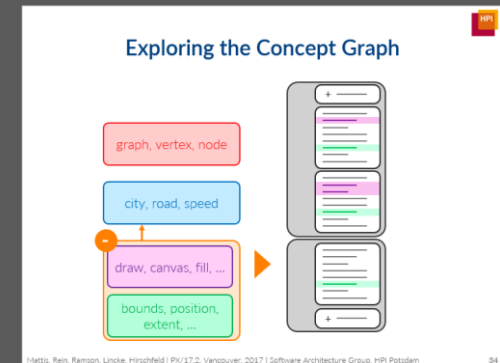 HPI
Exploring the Concept Graph
graph, vertex, node
city, road, speed
-
draw, canvas, fill, ...
bounds, position,
extent, ...
+
+
Mattis, Rein, Ramson, Lincke, Hirschfeld | PX/17.2, Vancouver, 2017 | Software Architecture Group, HPI Potsdam
34